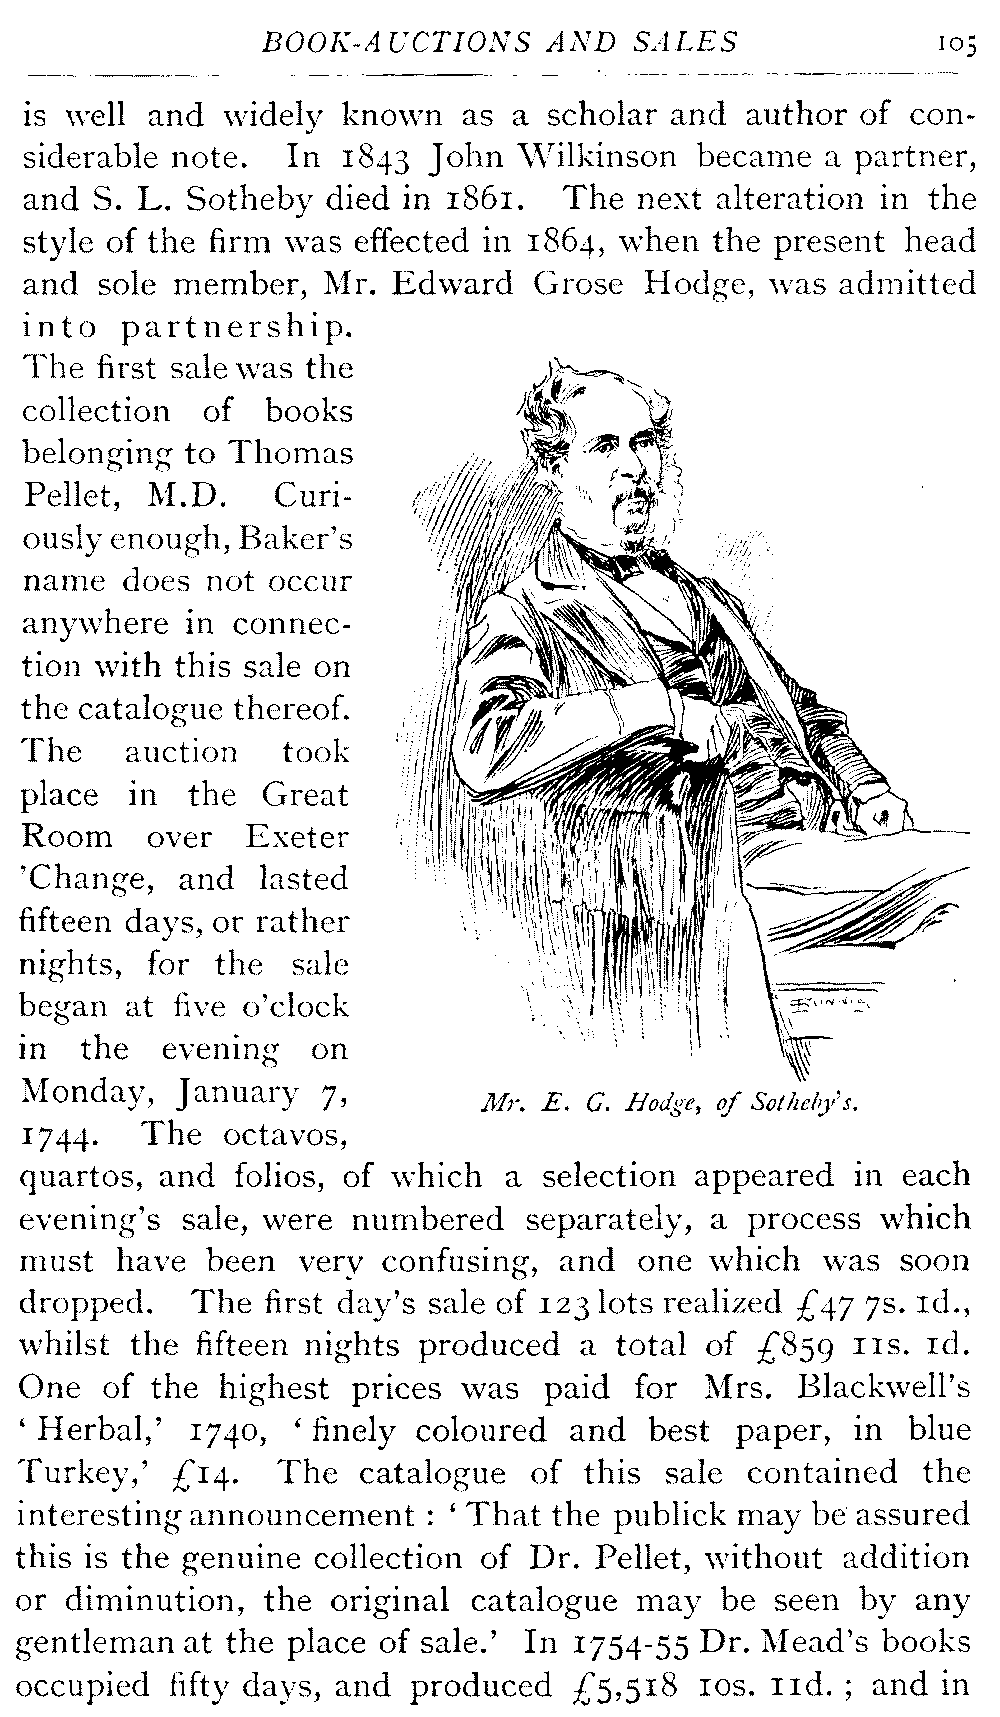 BOOK-AUCTIONS AND SALES 105
is well and widely known as a scholar and author of con-
siderable note. In 1843 John Wilkinson became a partner,
and S. L. Sotheby died in 1861. The next alteration in the
style of the firm was effected in 1864, when the present head
and sole member, Mr. Edward Grose Hodge, was admitted
into partnership.
The first sale was the
collection of books
belonging to Thomas
Pellet, M.D. Curi-
ously enough, Baker's
name does not occur
anywhere in connec-
tion with this sale on
the catalogue thereof.
The auction took
place in the Great
Room over Exeter
'Change, and lasted
fifteen days, or rather
nights, for the sale
began at five o'clock
in the evening on
Monday, January 7,
1744. The octavos,
Mr. E. G. Hodge, of Sotheby's.
quartos, and folios, of which a selection appeared in each
evening's sale, were numbered separately, a process which
must have been very confusing, and one which was soon
dropped. The first day's sale of 123 lots realized £47 7s. 1d.,
whilst the fifteen nights produced a total of £859 11s. 1d.
One of the highest prices was paid for Mrs. Blackwell's
' Herbal,' 1740, ' finely coloured and best paper, in blue
Turkey,' £14. The catalogue of this sale contained the
interesting announcement : ' That the publick may be assured
this is the genuine collection of Dr. Pellet, without addition
or diminution, the original catalogue may be seen by any
gentleman at the place of sale.' In 1754-55 Dr. Mead's books
occupied fifty days, and produced £5,518 10s. 11d. ; and in